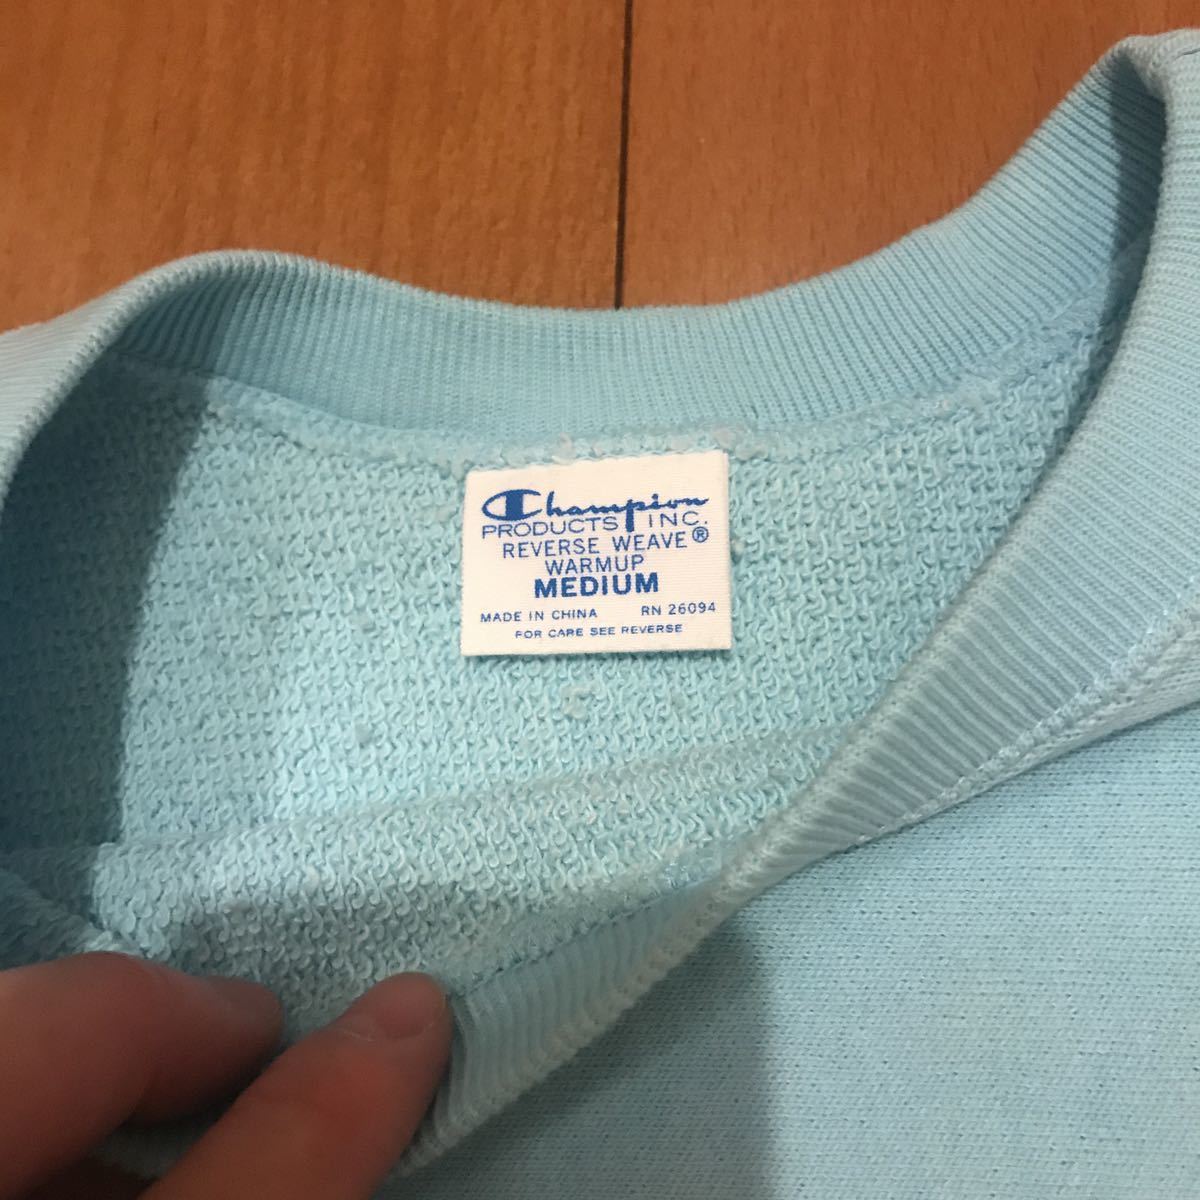 Champion
PRODUCTS INC.
REVERSE WEAVE®
WARMUP
MEDIUM
MADE IN CHINA RN 26094
FOR CARE SEE REVERSE